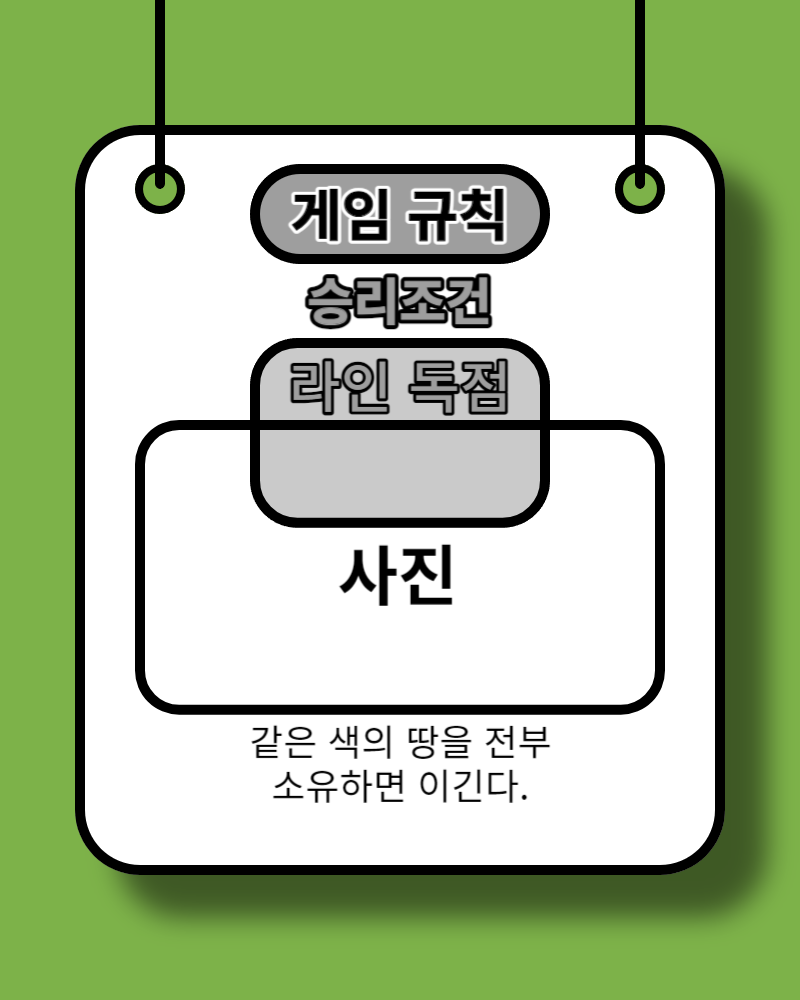 게임 규칙
승리조건
라인 독점
사진
같은 색의 땅을 전부
소유하면 이긴다.